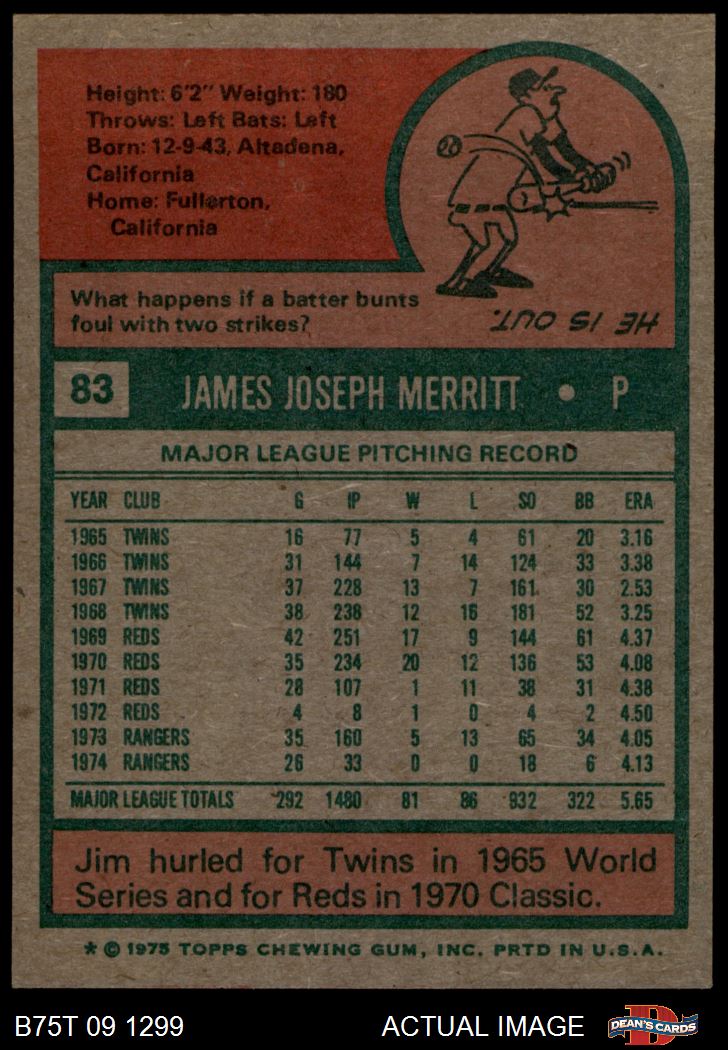 Height: 6'2" Weight: 180
Throws: Left Bats: Left
Born: 12-9-43, Altadena,
California
Home: Fullerton,
California
What happens if a batter bunts
foul with two strikes?
HE IS OUT.
83 JAMES JOSEPH MERRITT • P
MAJOR LEAGUE PITCHING RECORD
YEAR CLUB G IP W L SO BB ERA
1965 TWINS 16 77 5 4 61 20 3.16
1966 TWINS 31 144 7 14 124 33 3.38
1967 TWINS 37 228 13 7 161 30 2.53
1968 TWINS 38 238 12 16 181 52 3.25
1969 REDS 42 251 17 9 144 61 4.37
1970 REDS 35 234 20 12 136 53 4.08
1971 REDS 28 107 1 11 38 31 4.38
1972 REDS 4 8 1 0 4 2 4.50
1973 RANGERS 35 160 5 13 65 34 4.05
1974 RANGERS 26 33 0 0 18 6 4.13
MAJOR LEAGUE TOTALS 292 1480 81 86 932 322 5.65
Jim hurled for Twins in 1965 World
Series and for Reds in 1970 Classic.
* © 1975 TOPPS CHEWING GUM, INC. PRTD IN U.S.A.
B75T 09 1299 ACTUAL IMAGE DEAN'S CARDS